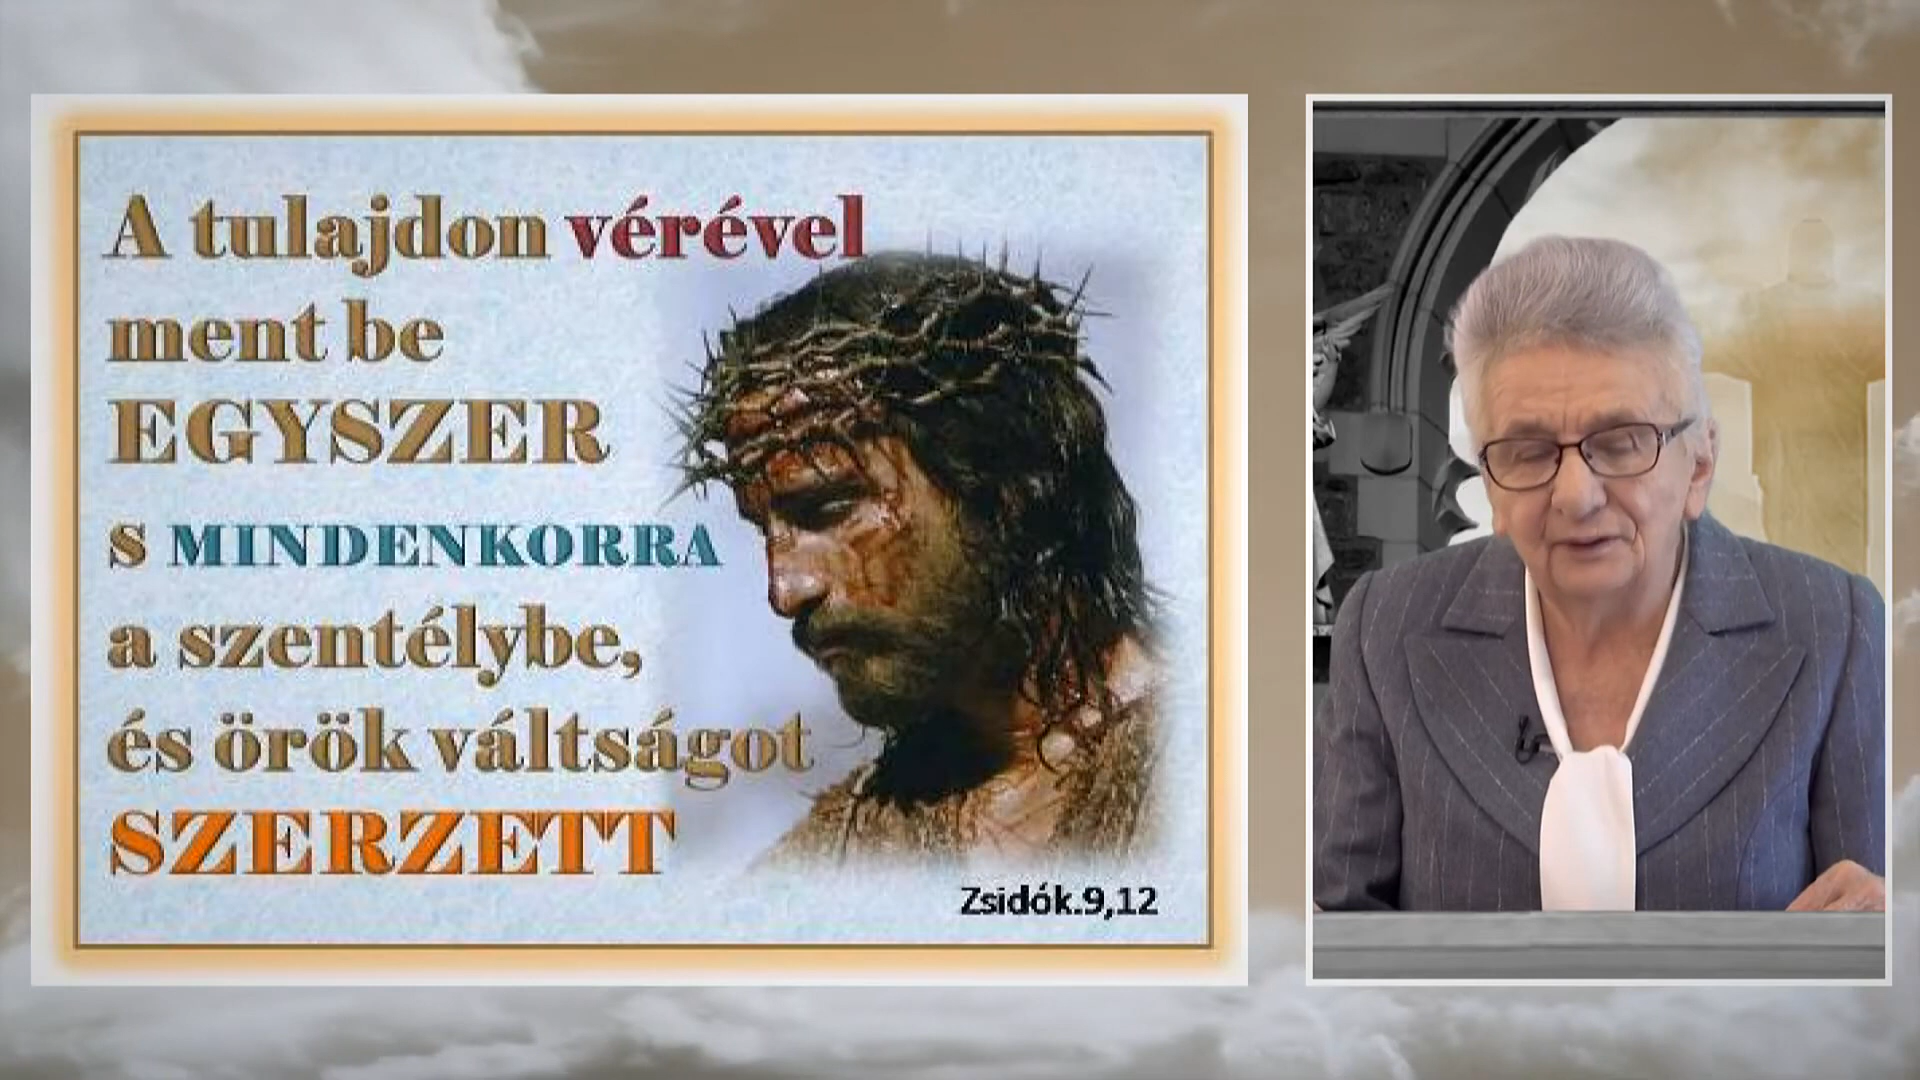 A tulajdon vérével
ment be
EGYSZER
S MINDENKORRA
a szentélybe,
és örök váltságot
SZERZETT
Zsidók.9,12